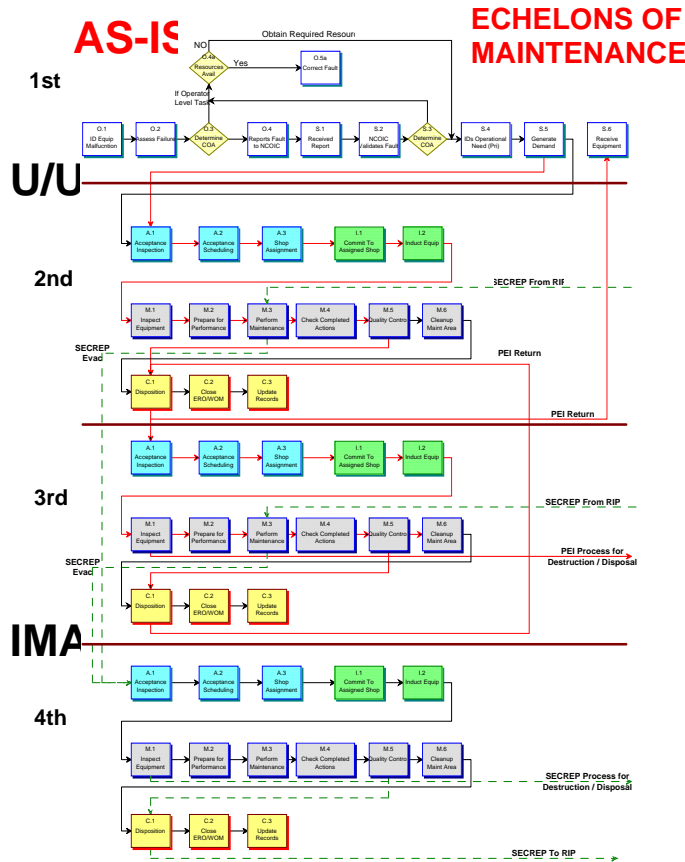 AS-IS
ECHELONS OF
MAINTENANCE
1st
NO
Obtain Required Resour
O.4a
Resources
Avail
Yes
O.5a
Correct Fault
If Operator
Level Task
O.1
ID Equip
Malfucntion
O.2
Assess Failure
O.3
Determine
COA
O.4
Reports Fault
to NCOIC
S.1
Received
Report
S.2
NCOIC
Validates Fault
S.3
Determine
COA
S.4
IDs Operational
Need (Pri)
S.5
Generate
Demand
S.6
Receive
Equipment
U/U
2nd
A.1
Acceptance
Inspection
A.2
Acceptance
Scheduling
A.3
Shop
Assignment
I.1
Commit To
Assigned Shop
I.2
Induct Equip
SECREP From RIP
M.1
Inspect
Equipment
M.2
Prepare for
Performance
M.3
Perform
Maintenance
M.4
Check Completed
Actions
M.5
Quality Control
M.6
Cleanup
Maint Area
SECREP
Evac
PEI Return
C.1
Disposition
C.2
Close
ERO/WOM
C.3
Update
Records
PEI Return
3rd
A.1
Acceptance
Inspection
A.2
Acceptance
Scheduling
A.3
Shop
Assignment
I.1
Commit To
Assigned Shop
I.2
Induct Equip
SECREP From RIP
M.1
Inspect
Equipment
M.2
Prepare for
Performance
M.3
Perform
Maintenance
M.4
Check Completed
Actions
M.5
Quality Control
M.6
Cleanup
Maint Area
PEI Process for
Destruction / Disposal
SECREP
Evac
C.1
Disposition
C.2
Close
ERO/WOM
C.3
Update
Records
IMA
4th
A.1
Acceptance
Inspection
A.2
Acceptance
Scheduling
A.3
Shop
Assignment
I.1
Commit To
Assigned Shop
I.2
Induct Equip
M.1
Inspect
Equipment
M.2
Prepare for
Performance
M.3
Perform
Maintenance
M.4
Check Completed
Actions
M.5
Quality Control
M.6
Cleanup
Maint Area
SECREP Process for
Destruction / Disposal
C.1
Disposition
C.2
Close
ERO/WOM
C.3
Update
Records
SECREP To RIP